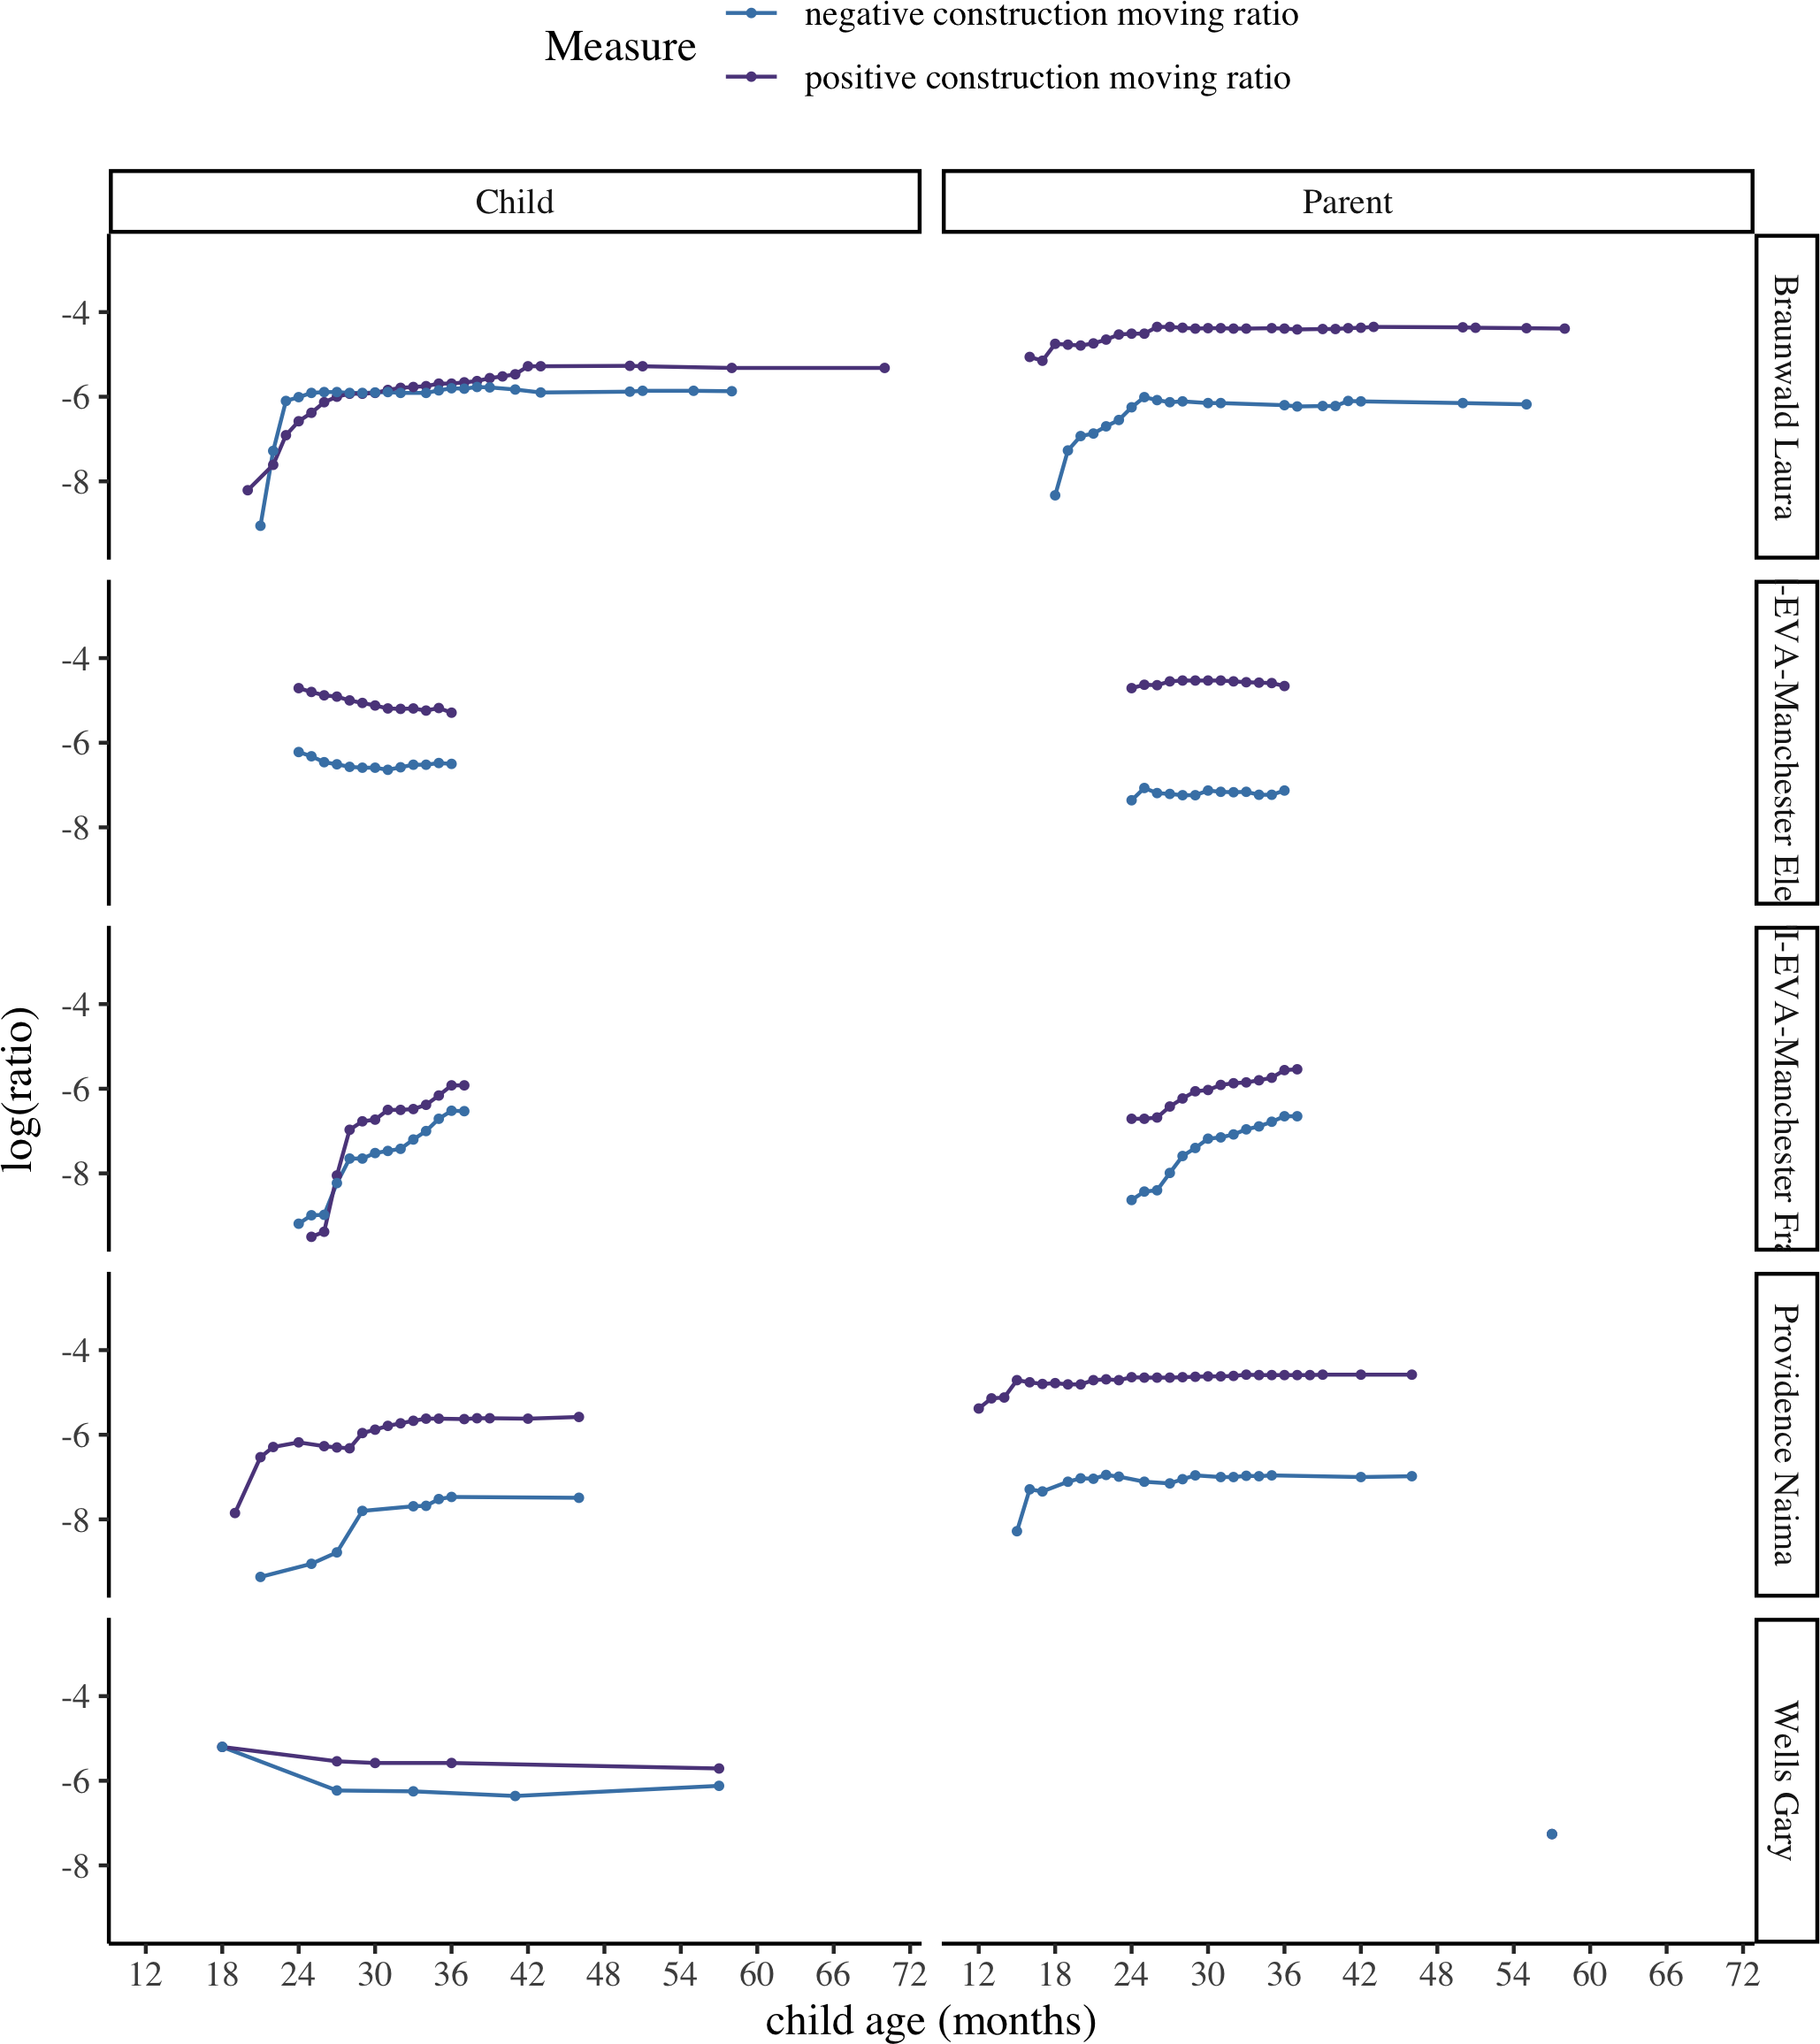 Measure
negative construction moving ratio
positive construction moving ratio
Child
Parent
-4
-6
-8
Braunwald Laura
-4
-6
-8
-EVA-Manchester Ele
-4
-6
-8
I-EVA-Manchester Fra
-4
-6
-8
Providence Naima
-4
-6
-8
Wells Gary
log(ratio)
12 18 24 30 36 42 48 54 60 66 72
12 18 24 30 36 42 48 54 60 66 72
child age (months)